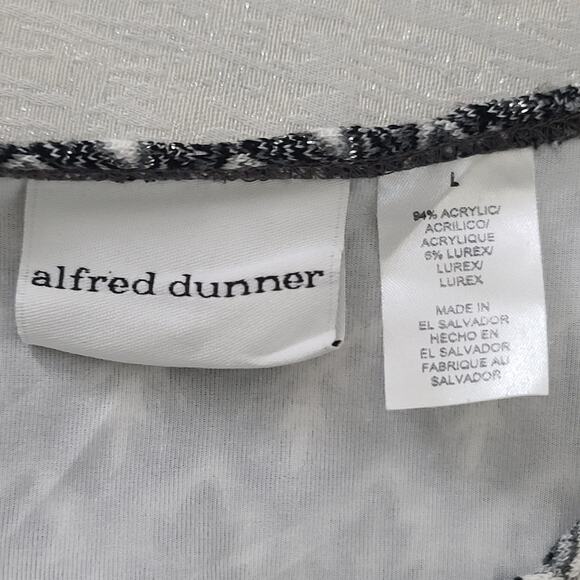 alfred dunner
L
94% ACRYLIC/
ACRILICO/
ACRYLIQUE
6% LUREX/
LUREX/
LUREX
MADE IN
EL SALVADOR
HECHO EN
EL SALVADOR
FABRIQUE AU
SALVADOR